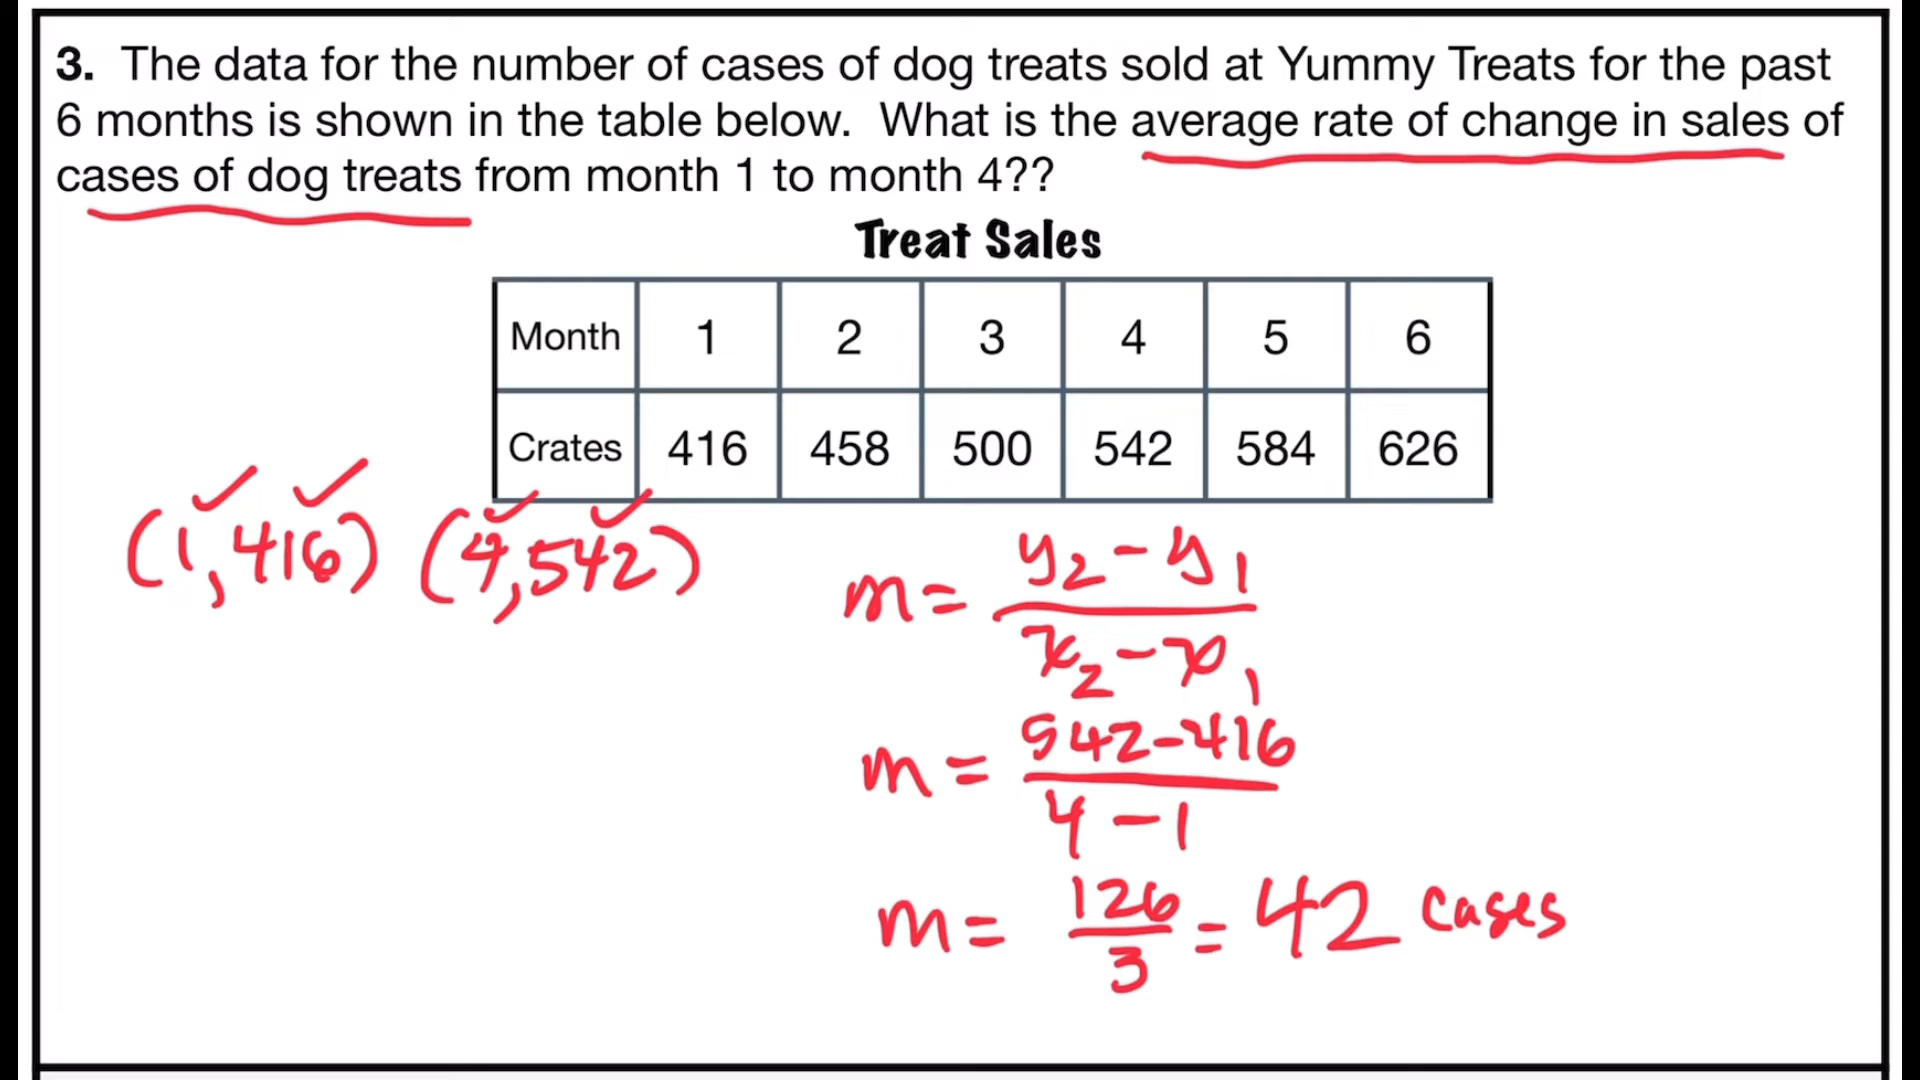 3. The data for the number of cases of dog treats sold at Yummy Treats for the past
6 months is shown in the table below. What is the average rate of change in sales of
cases of dog treats from month 1 to month 4??
Treat Sales
Month 1 2 3 4 5 6
Crates 416 458 500 542 584 626
(1,416) (4,542)
m = y₂ - y₁ / x₂ - x₁
m = 542-416 / 4-1
m = 126 / 3 = 42 cases